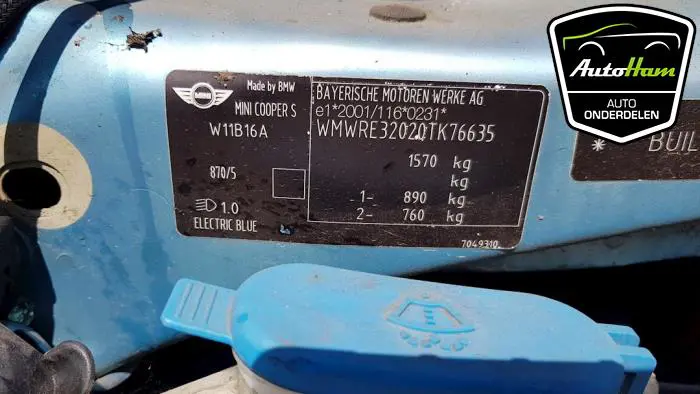 MINI
Made by BMW
MINI COOPER S
W11B16A
870/5
1.0
ELECTRIC BLUE
BAYERISCHE MOTOREN WERKE AG
e1*2001/116*0231*
WMWRE32020TK76635
1570 kg
kg
1- 890 kg
2- 760 kg
7049310
AutoHam
AUTO
ONDERDELEN
* BUIL